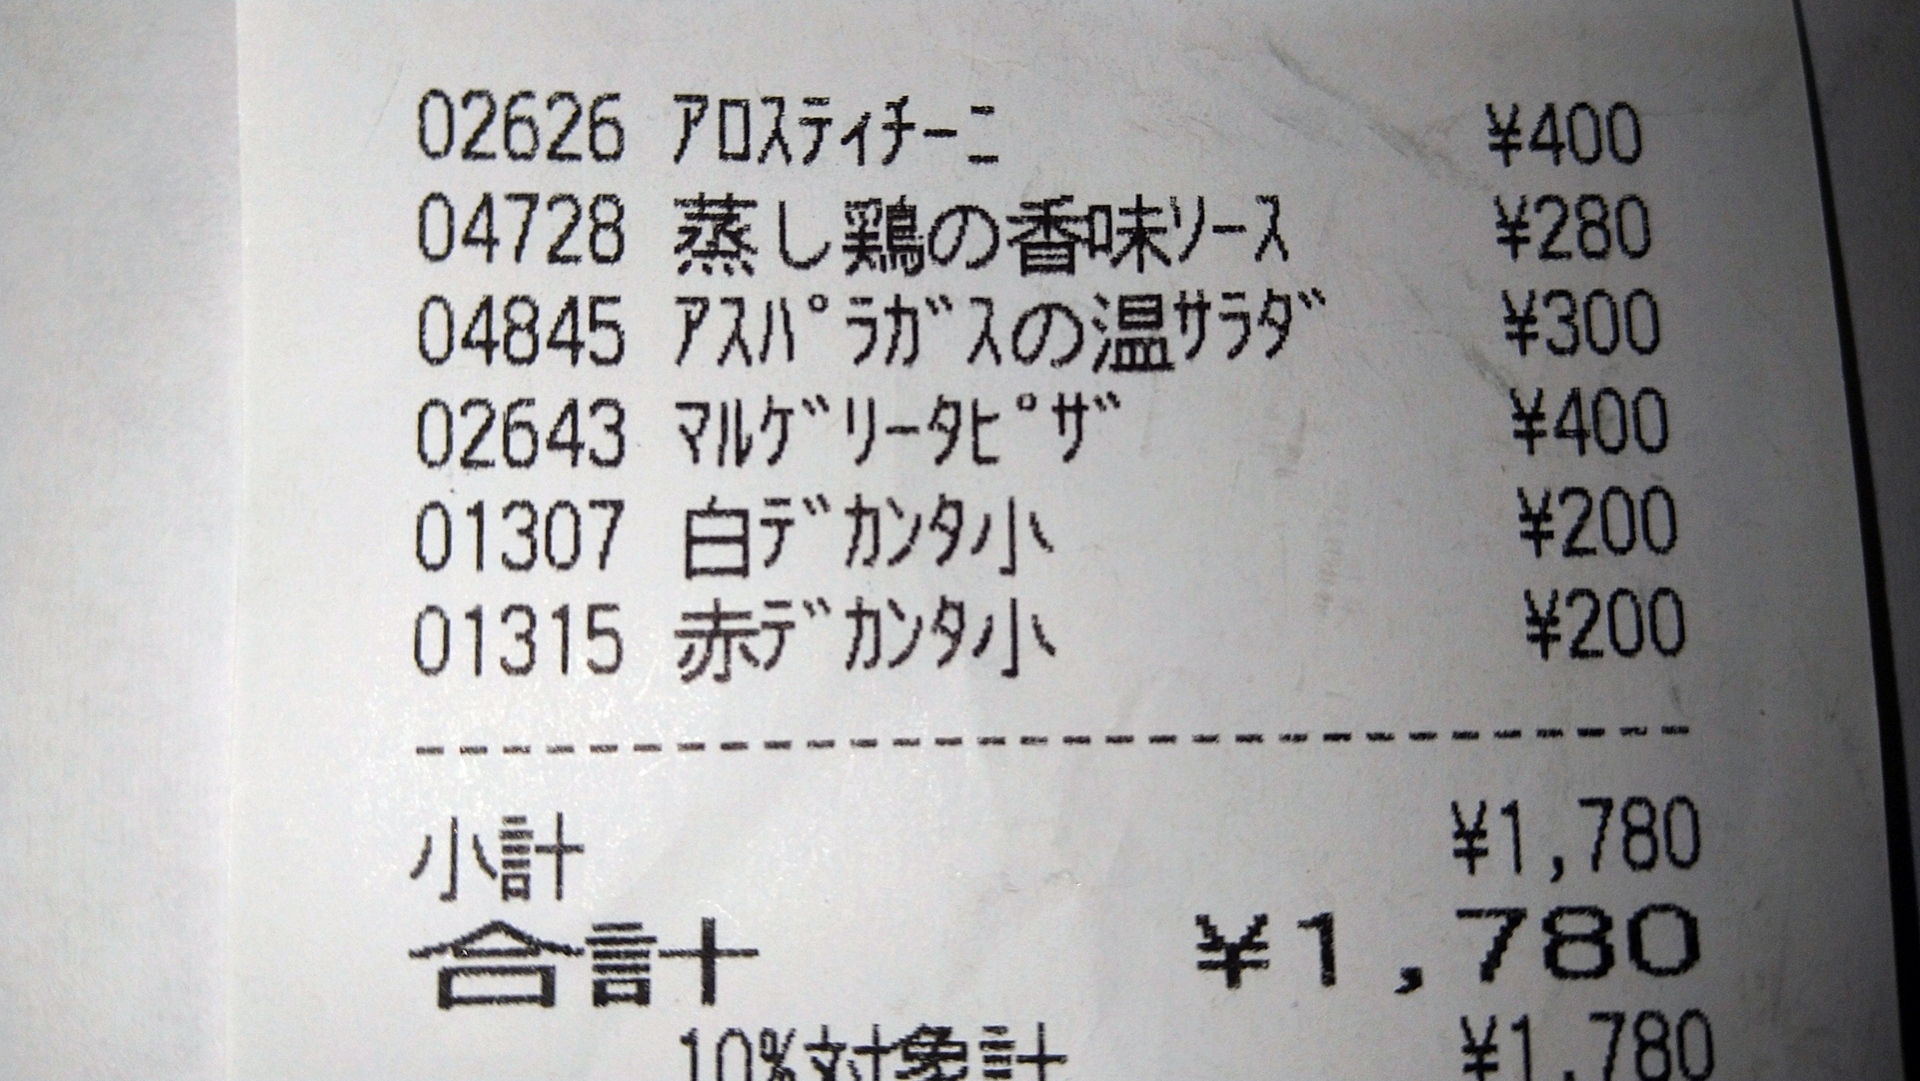 02626 ｱﾛｽﾃｨﾁｰﾆ ¥400
04728 蒸し鶏の香味ｿｰｽ ¥280
04845 ｱｽﾊﾟﾗｶﾞｽの温ｻﾗﾀﾞ ¥300
02643 ﾏﾙｹﾞﾘｰﾀﾋﾟｻﾞ ¥400
01307 白ﾃﾞｶﾝﾀ小 ¥200
01315 赤ﾃﾞｶﾝﾀ小 ¥200
------------------------------
小計 ¥1,780
合計 ¥1,780
10%対象計 ¥1,780